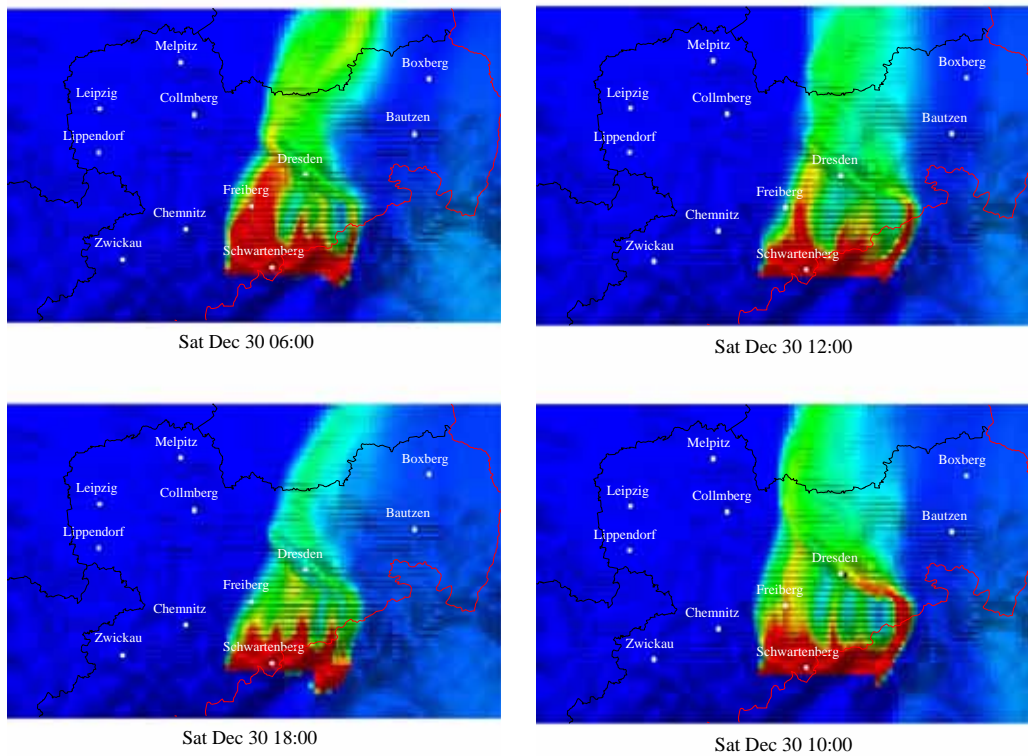 Melpitz
Boxberg
Leipzig
Collmberg
Bautzen
Lippendorf
Dresden
Freiberg
Chemnitz
Zwickau
Schwartenberg
Sat Dec 30 06:00
Melpitz
Boxberg
Leipzig
Collmberg
Bautzen
Lippendorf
Dresden
Freiberg
Chemnitz
Zwickau
Schwartenberg
Sat Dec 30 12:00
Melpitz
Boxberg
Leipzig
Collmberg
Bautzen
Lippendorf
Dresden
Freiberg
Chemnitz
Zwickau
Schwartenberg
Sat Dec 30 18:00
Melpitz
Boxberg
Leipzig
Collmberg
Bautzen
Lippendorf
Dresden
Freiberg
Chemnitz
Zwickau
Schwartenberg
Sat Dec 30 10:00